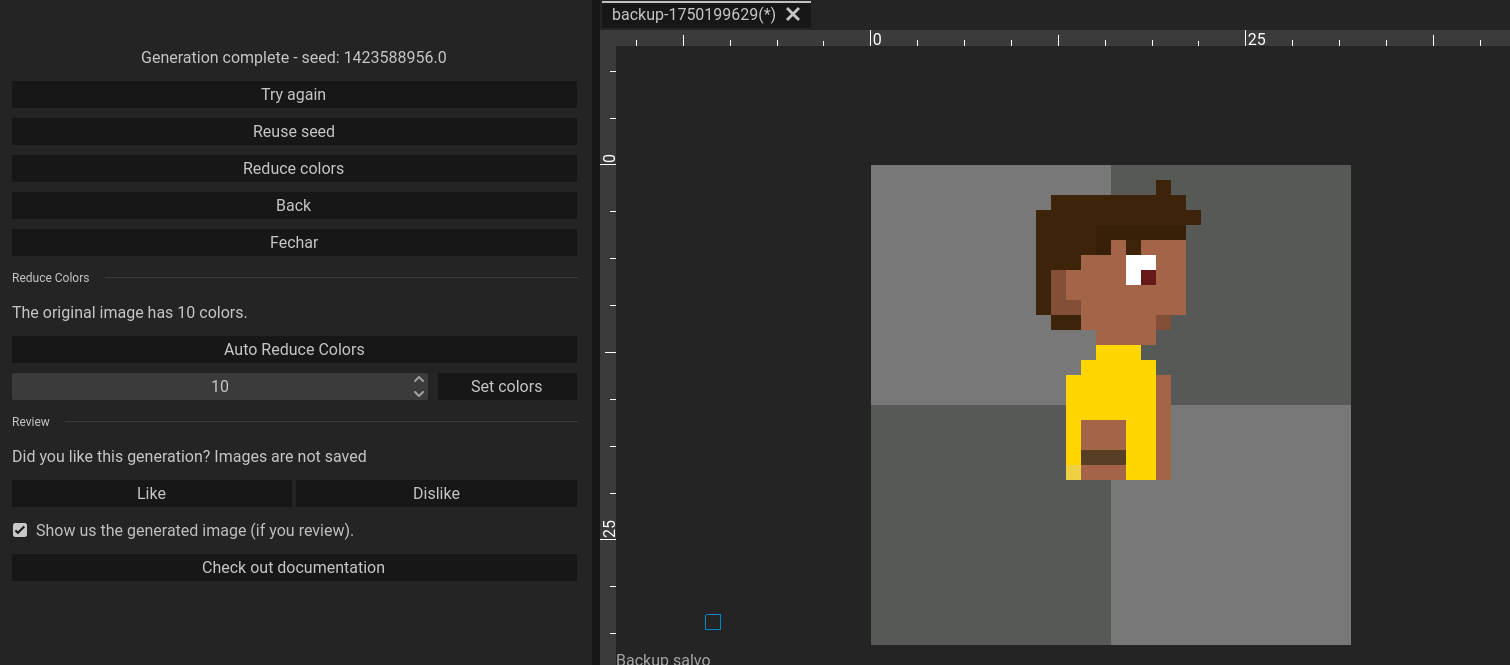 backup-1750199629(*)
0
25
Generation complete - seed: 1423588956.0
Try again
Reuse seed
Reduce colors
0
Back
Fechar
Reduce Colors
The original image has 10 colors.
Auto Reduce Colors
10
Set colors
Review
Did you like this generation? Images are not saved
Like
Dislike
Show us the generated image (if you review).
25
Check out documentation
Backup salvo